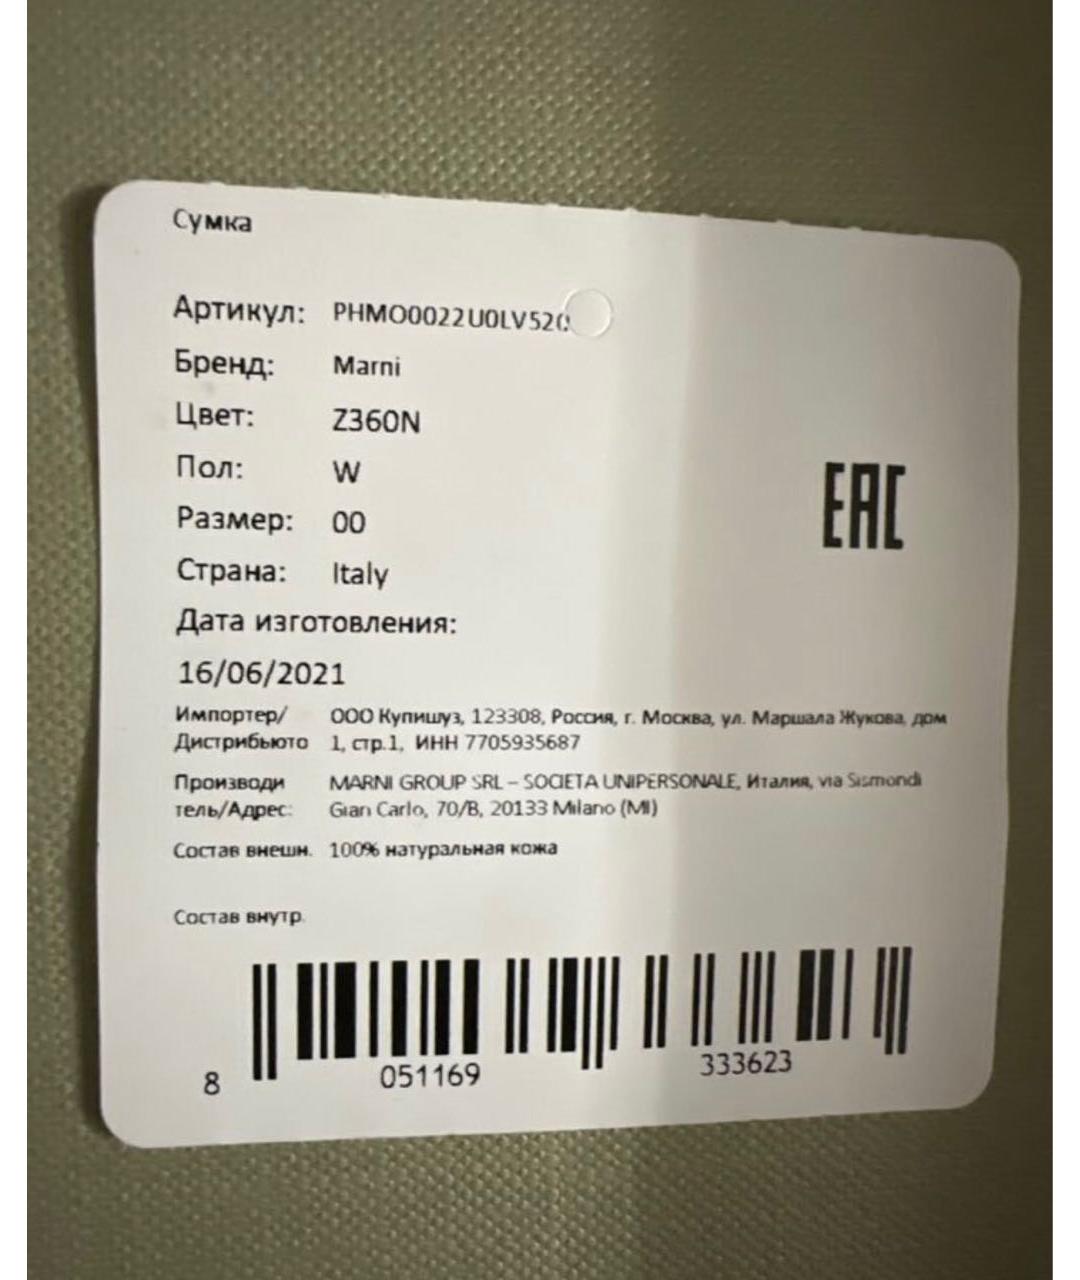 Сумка
Артикул: PHMO0022U0LV520
Бренд: Marni
Цвет: Z360N
Пол: W
Размер: 00
Страна: Italy
Дата изготовления:
16/06/2021
Импортер/ ООО Купишуз, 123308, Россия, г. Москва, ул. Маршала Жукова, дом
Дистрибьюто 1, стр.1, ИНН 7705935687
Производи MARNI GROUP SRL – SOCIETA UNIPERSONALE, Италия, via Sismondi
тель/Адрес: Gian Carlo, 70/B, 20133 Milano (MI)
Состав внешн. 100% натуральная кожа
Состав внутр.
EAC
8 051169 333623